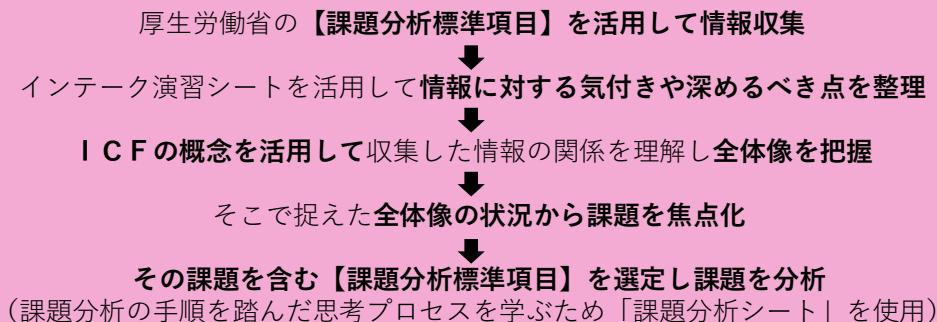 厚生労働省の【課題分析標準項目】を活用して情報収集
インテーク演習シートを活用して情報に対する気付きや深めるべき点を整理
ＩＣＦの概念を活用して収集した情報の関係を理解し全体像を把握
そこで捉えた全体像の状況から課題を焦点化
その課題を含む【課題分析標準項目】を選定し課題を分析
（課題分析の手順を踏んだ思考プロセスを学ぶため「課題分析シート」を使用）